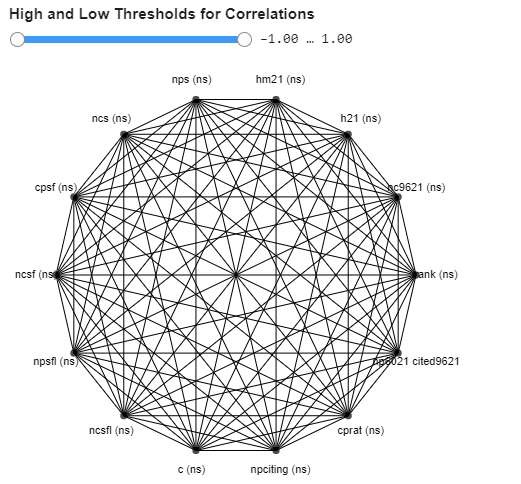 High and Low Thresholds for Correlations
-1.00 … 1.00
nps (ns)
hm21 (ns)
ncs (ns)
h21 (ns)
cpsf (ns)
nc9621 (ns)
ncsf (ns)
rank (ns)
npsfl (ns)
cited9621
ncsfl (ns)
cprat (ns)
c (ns)
npciting (ns)